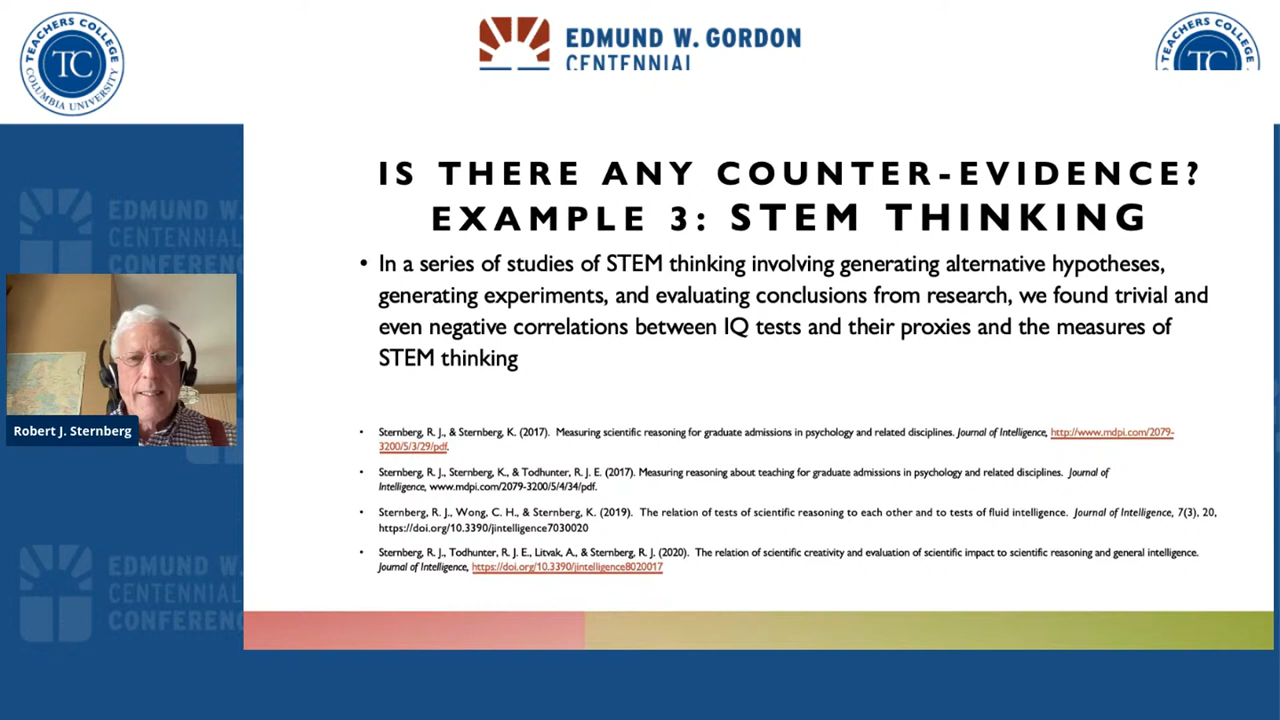 TEACHERS COLLEGE
TC
COLUMBIA UNIVERSITY
EDMUND W. GORDON
CENTENNIAL
TEACHERS COLLEGE
TC
IS THERE ANY COUNTER-EVIDENCE?
EXAMPLE 3: STEM THINKING
• In a series of studies of STEM thinking involving generating alternative hypotheses,
generating experiments, and evaluating conclusions from research, we found trivial and
even negative correlations between IQ tests and their proxies and the measures of
STEM thinking
• Sternberg, R. J., & Sternberg, K. (2017). Measuring scientific reasoning for graduate admissions in psychology and related disciplines. Journal of Intelligence, http://www.mdpi.com/2079-
3200/5/3/29/pdf.
• Sternberg, R. J., Sternberg, K., & Todhunter, R. J. E. (2017). Measuring reasoning about teaching for graduate admissions in psychology and related disciplines. Journal of
Intelligence, www.mdpi.com/2079-3200/5/4/34/pdf.
• Sternberg, R. J., Wong, C. H., & Sternberg, K. (2019). The relation of tests of scientific reasoning to each other and to tests of fluid intelligence. Journal of Intelligence, 7(3), 20,
https://doi.org/10.3390/jintelligence7030020
• Sternberg, R. J., Todhunter, R. J. E., Litvak, A., & Sternberg, R. J. (2020). The relation of scientific creativity and evaluation of scientific impact to scientific reasoning and general intelligence.
Journal of Intelligence, https://doi.org/10.3390/jintelligence8020017
EDMUND W.
CENTENNIAL
CONFERENC
Robert J. Sternberg
EDMUND W.
CENTENNIAL
CONFERENC